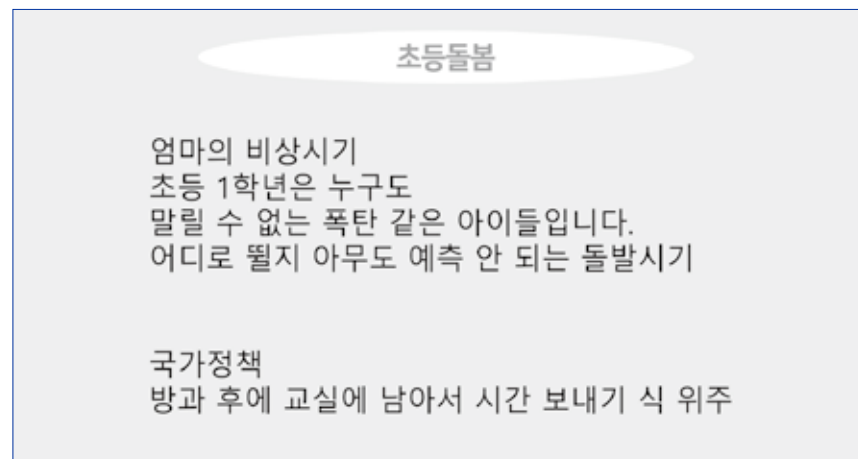 초등돌봄
엄마의 비상시기
초등 1학년은 누구도
말릴 수 없는 폭탄 같은 아이들입니다.
어디로 뛸지 아무도 예측 안 되는 돌발시기
국가정책
방과 후에 교실에 남아서 시간 보내기 식 위주